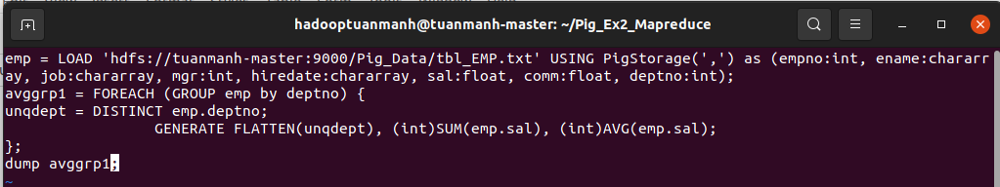 hadooptuanmanh@tuanmanh-master: ~/Pig_Ex2_Mapreduce
emp = LOAD 'hdfs://tuanmanh-master:9000/Pig_Data/tbl_EMP.txt' USING PigStorage(',') as (empno:int, ename:charar
ay, job:chararray, mgr:int, hiredate:chararray, sal:float, comm:float, deptno:int);
avggrp1 = FOREACH (GROUP emp by deptno) {
unqdept = DISTINCT emp.deptno;
GENERATE FLATTEN(unqdept), (int)SUM(emp.sal), (int)AVG(emp.sal);
};
dump avggrp1;
~